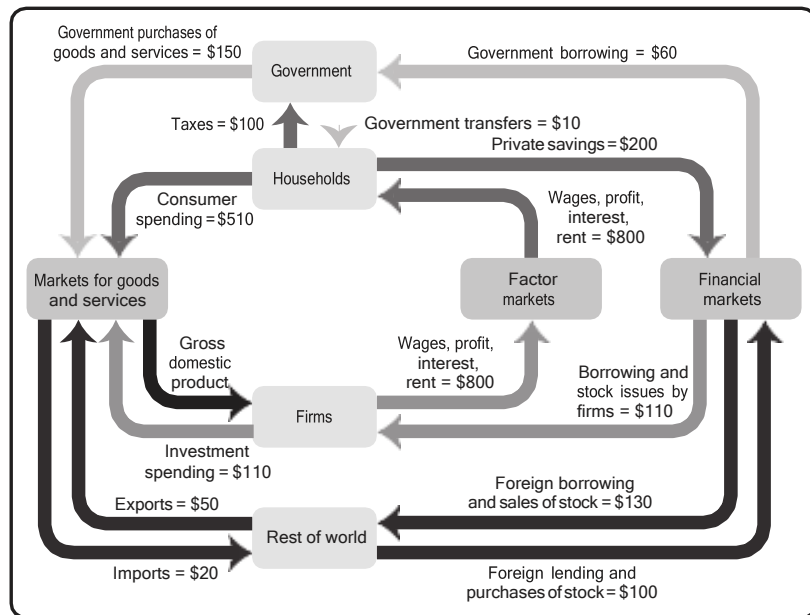 Government purchases of
goods and services = $150
Government
Government borrowing = $60
Taxes = $100
Government transfers = $10
Private savings = $200
Households
Consumer
spending = $510
Wages, profit,
interest,
rent = $800
Markets for goods
and services
Factor
markets
Financial
markets
Gross
domestic
product
Wages, profit,
interest,
rent = $800
Borrowing and
stock issues by
firms = $110
Firms
Investment
spending = $110
Exports = $50
Foreign borrowing
and sales of stock = $130
Rest of world
Imports = $20
Foreign lending and
purchases of stock = $100